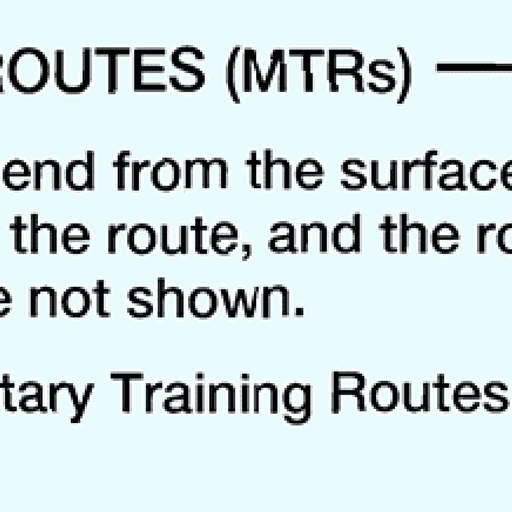 ROUTES (MTRs)
end from the surface
the route, and the ro
e not shown.
tary Training Routes